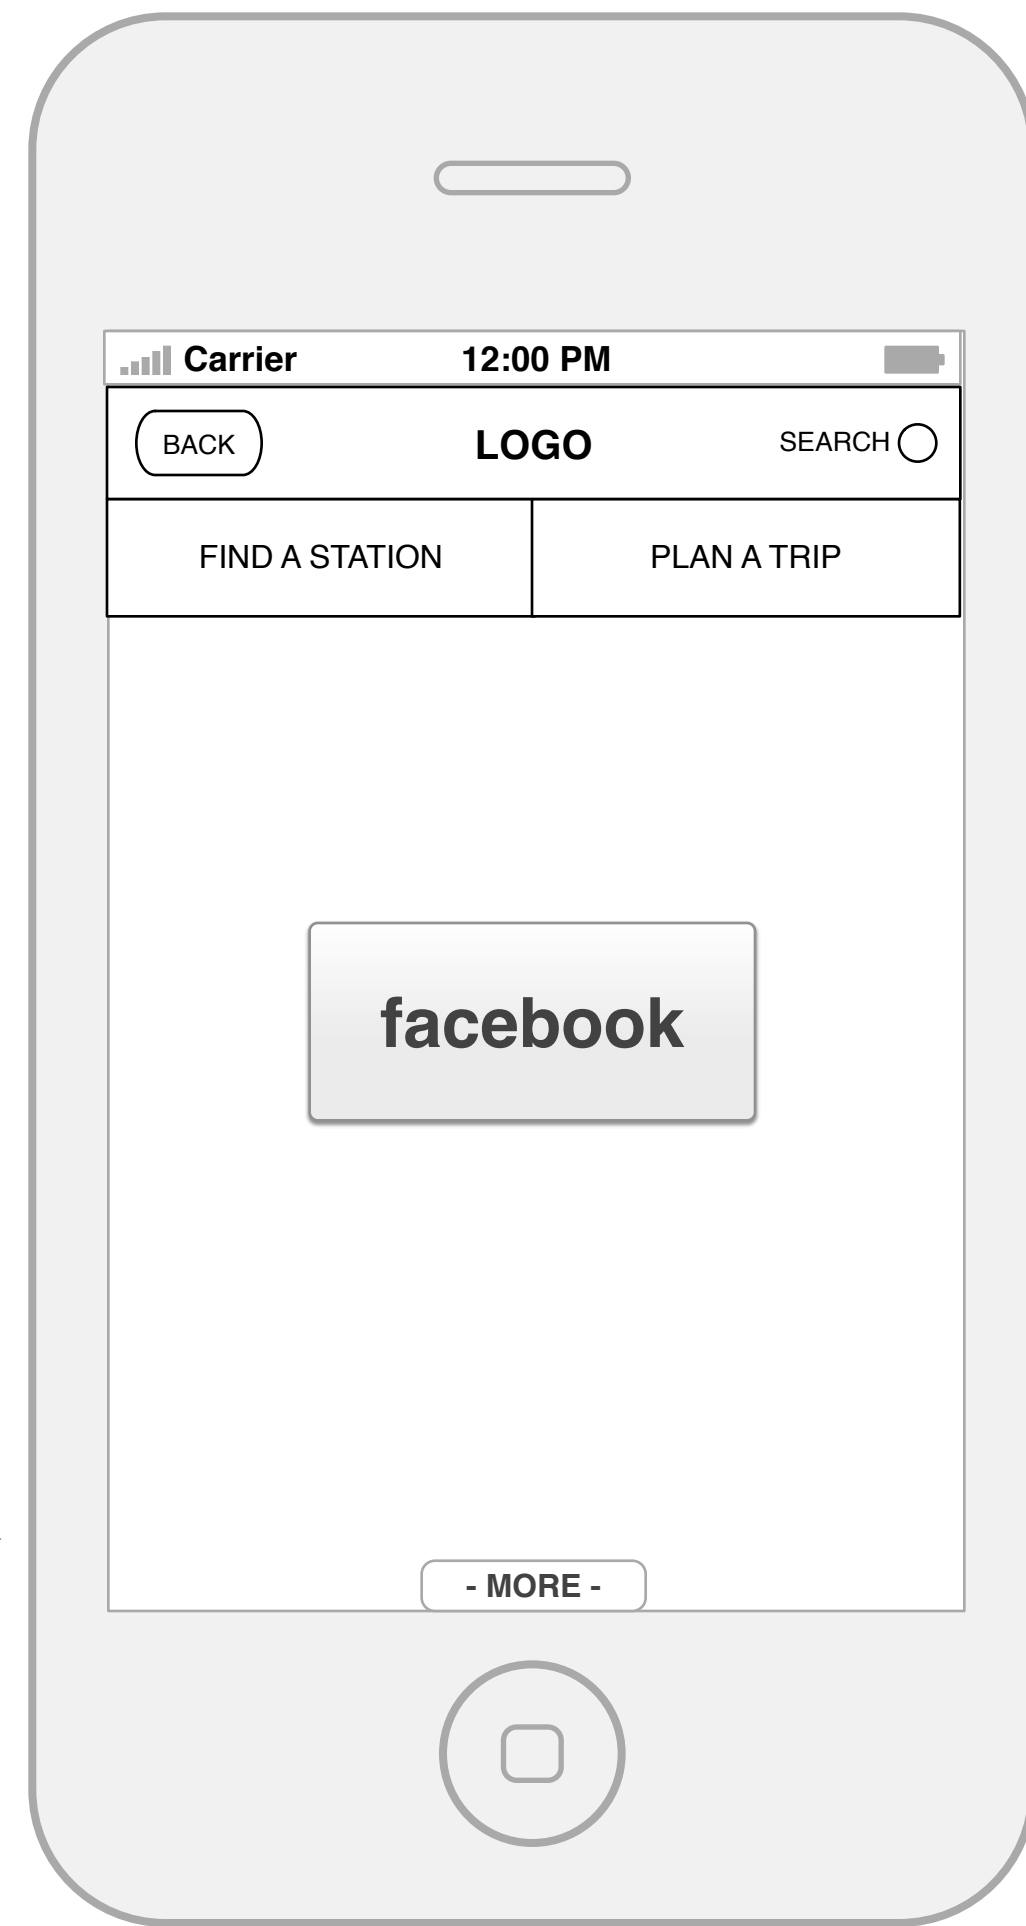 Carrier 12:00 PM
BACK LOGO SEARCH
FIND A STATION PLAN A TRIP
facebook
- MORE -